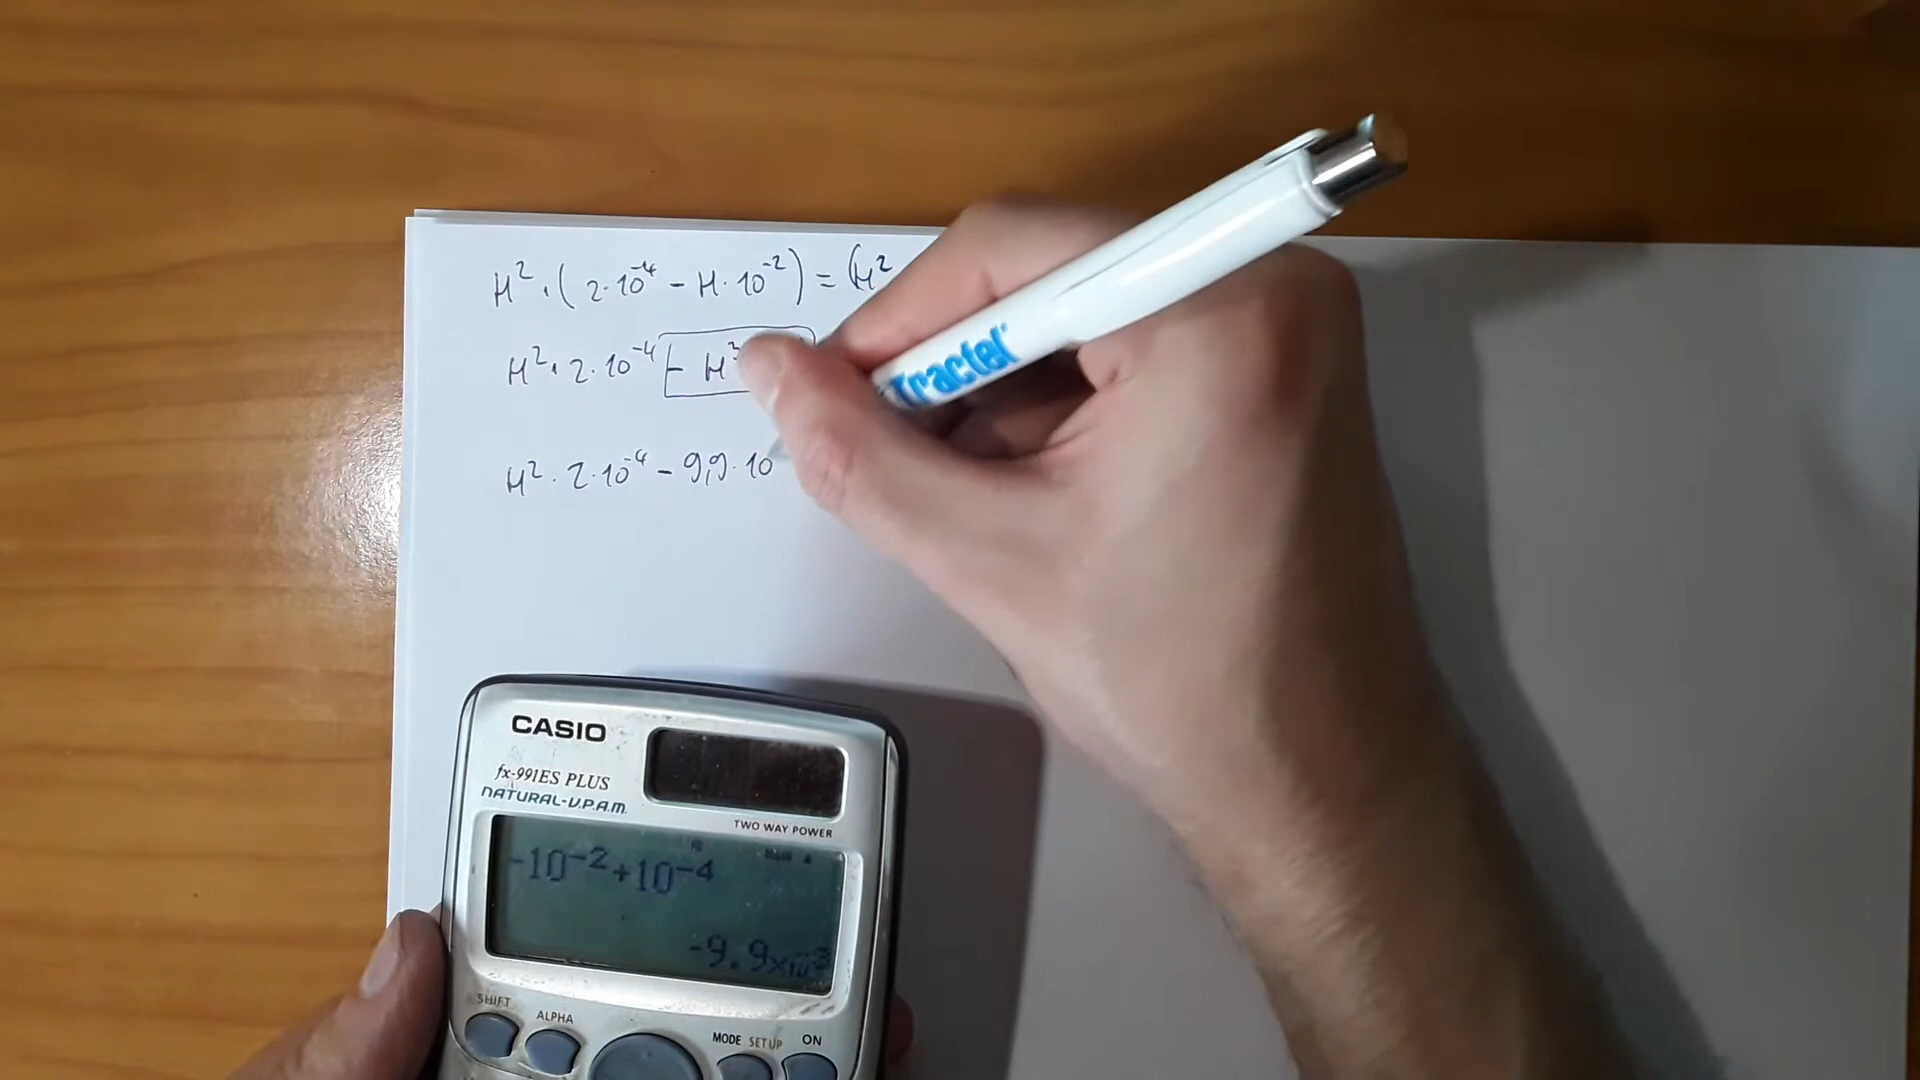 H². ( 2·10⁻⁴ - H·10⁻² ) = (H²
H². 2·10⁻⁴ - H³
H² · 2·10⁻⁴ - 9,9·10
Tractel
CASIO
fx-991ES PLUS
NATURAL-V.P.A.M.
TWO WAY POWER
-10⁻²+10⁻⁴
-9.9x10⁻³
SHIFT ALPHA MODE SETUP ON